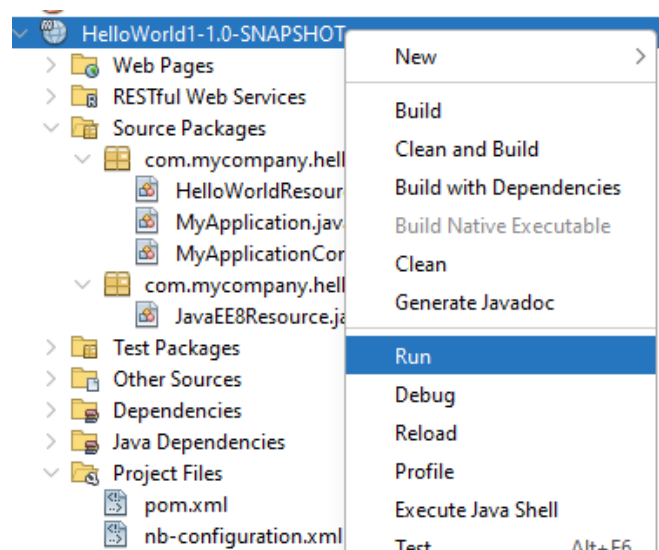 HelloWorld1-1.0-SNAPSHOT
Web Pages
RESTful Web Services
Source Packages
com.mycompany.hell
HelloWorldResour
MyApplication.jav
MyApplicationCor
com.mycompany.hell
JavaEE8Resource.ja
Test Packages
Other Sources
Dependencies
Java Dependencies
Project Files
pom.xml
nb-configuration.xml
New
Build
Clean and Build
Build with Dependencies
Build Native Executable
Clean
Generate Javadoc
Run
Debug
Reload
Profile
Execute Java Shell
Test Alt+F6